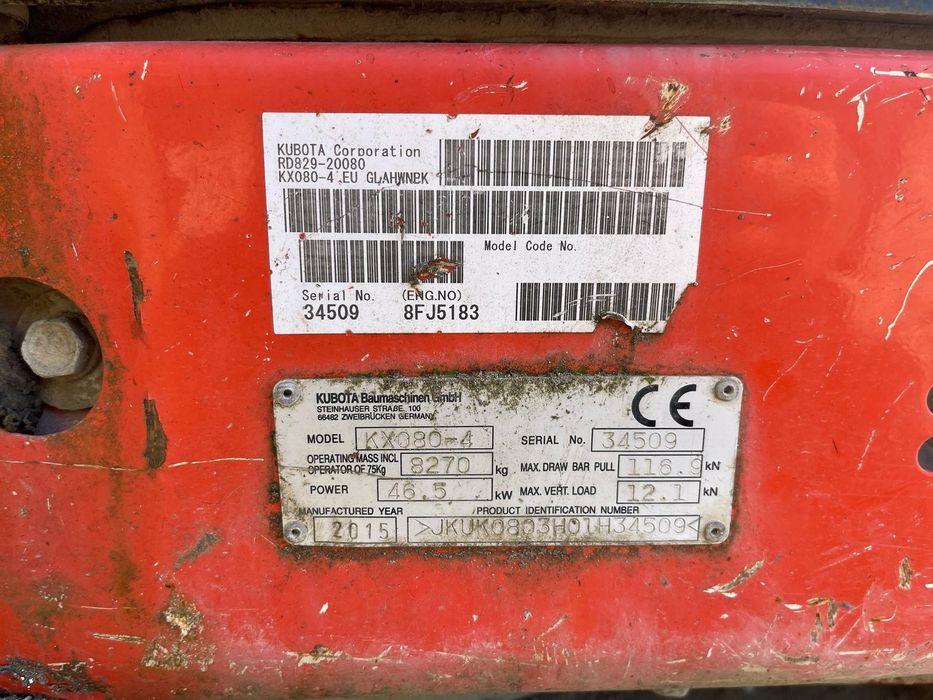 KUBOTA Corporation
RD829-20080
KX080-4 EU GLAHWNBK
Model Code No.
Serial No. (ENG.NO)
34509 8FJ5183
KUBOTA Baumaschinen GmbH
STEINHAUSER STRAßE. 100
66482 ZWEIBRÜCKEN GERMANY
CE
MODEL KX080-4 SERIAL No. 34509
OPERATING MASS INCL
OPERATOR OF 75Kg 8270 kg MAX. DRAW BAR PULL 116.9 kN
POWER 46.5 kW MAX. VERT. LOAD 12.1 kN
MANUFACTURED YEAR PRODUCT IDENTIFICATION NUMBER
2015 >JKUK0803H01H34509<